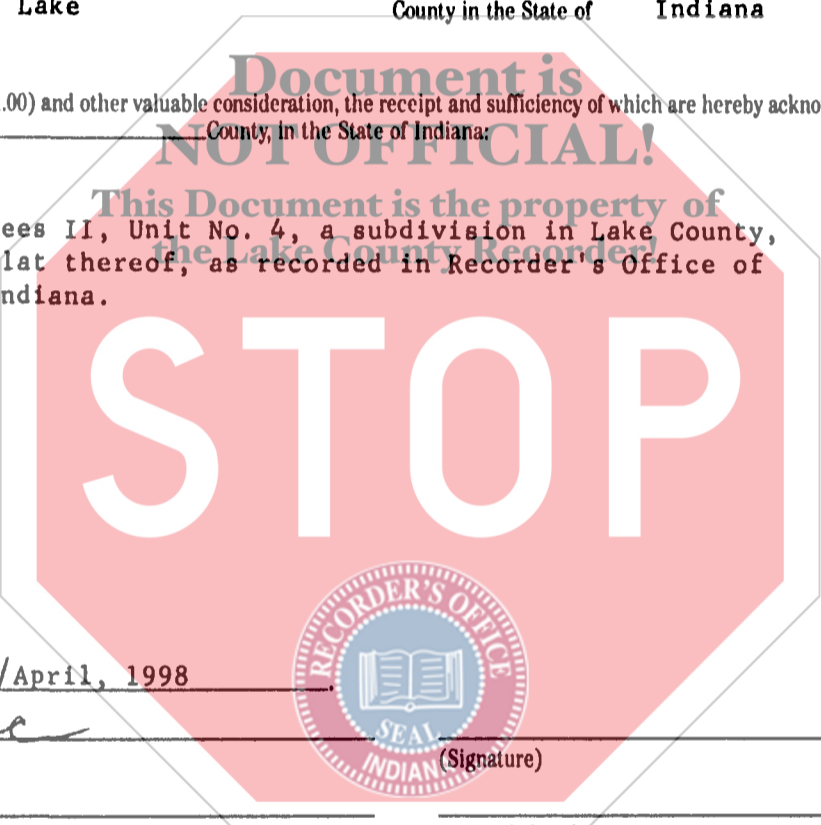 Lake County in the State of Indiana
Document is
.00) and other valuable consideration, the receipt and sufficiency of which are hereby ackno
County, in the State of Indiana:
NOT OFFICIAL!
This Document is the property of
ees II, Unit No. 4, a subdivision in Lake County,
the Lake County Recorder!
lat thereof, as recorded in Recorder's Office of
ndiana.
STOP
RECORDER'S OFFICE
SEAL
INDIANA
/April, 1998
(Signature)